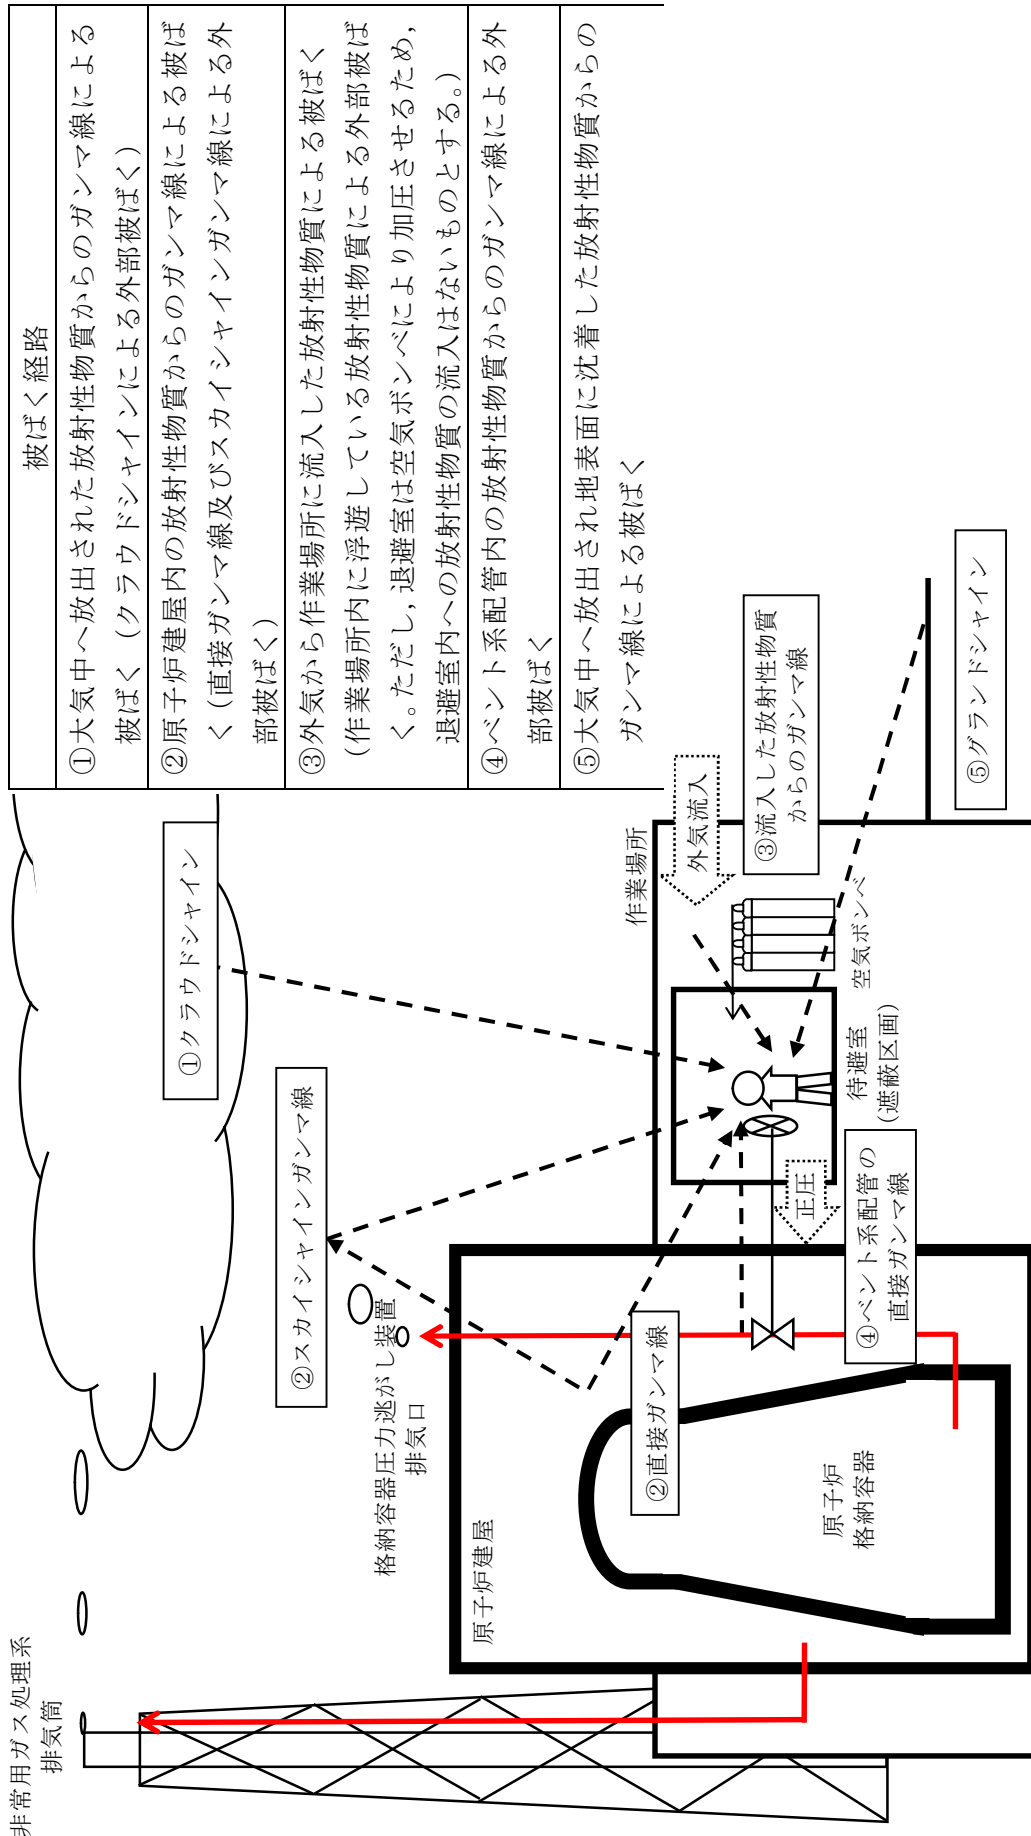 被ばく経路
①大気中へ放出された放射性物質からのガンマ線による
被ばく（クラウドシャインによる外部被ばく）
②原子炉建屋内の放射性物質からのガンマ線による被ば
く（直接ガンマ線及びスカイシャインガンマ線による外
部被ばく）
③外気から作業場所に流入した放射性物質による被ばく
（作業場所内に浮遊している放射性物質による外部被ば
く。ただし，退避室は空気ボンベにより加圧させるため，
退避室内への放射性物質の流入はないものとする。）
④ベント系配管内の放射性物質からのガンマ線による外
部被ばく
⑤大気中へ放出され地表面に沈着した放射性物質からの
ガンマ線による被ばく
非常用ガス処理系
排気筒
①クラウドシャイン
②スカイシャインガンマ線
格納容器圧力逃がし装置
排気口
原子炉建屋
②直接ガンマ線
原子炉
格納容器
④ベント系配管の
直接ガンマ線
正圧
待避室
（遮蔽区画）
空気ボンベ
作業場所
外気流入
③流入した放射性物質
からのガンマ線
⑤グランドシャイン